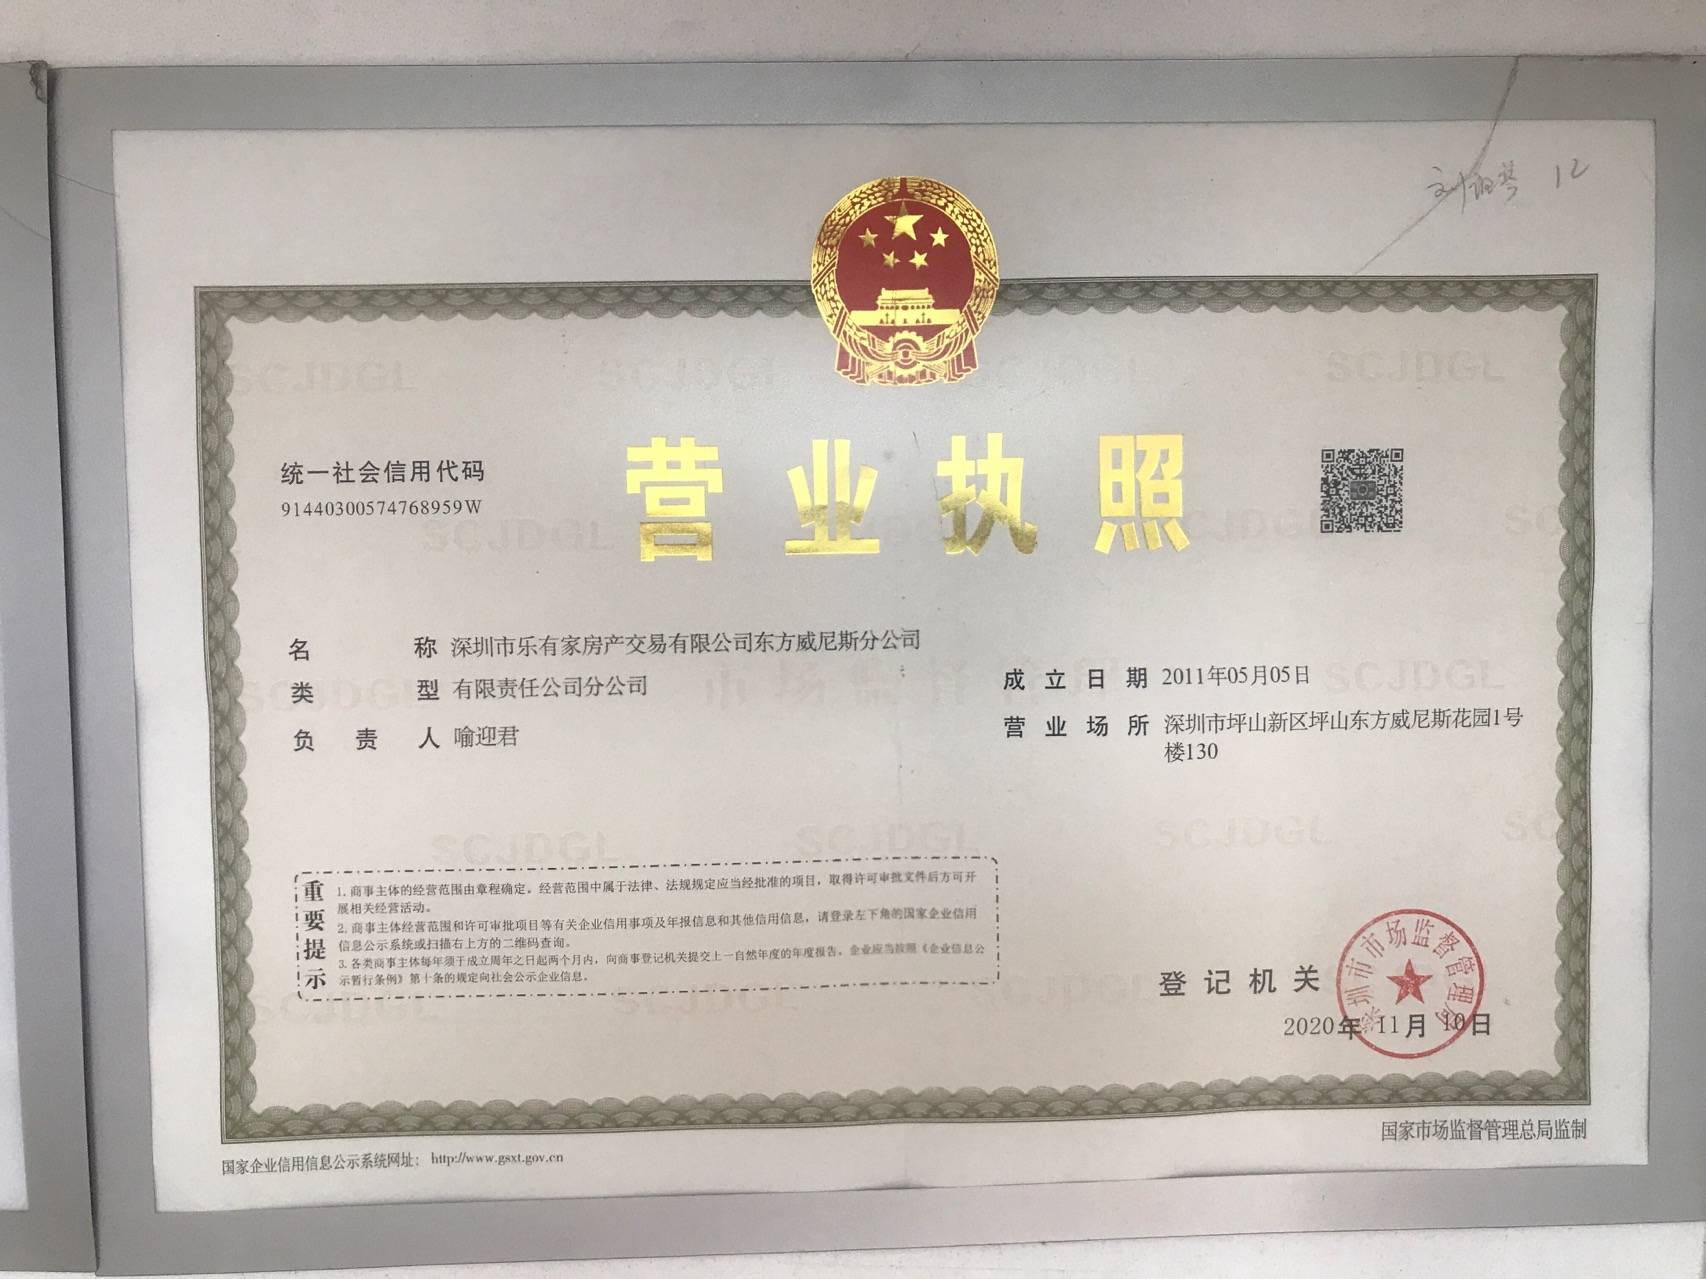 营业执照
统一社会信用代码
91440300574768959W
名称 深圳市乐有家房产交易有限公司东方威尼斯分公司
类型 有限责任公司分公司
负责人 喻迎君
成立日期 2011年05月05日
营业场所 深圳市坪山新区坪山东方威尼斯花园1号
楼130
重要提示
1. 商事主体的经营范围由章程确定。经营范围中属于法律、法规规定应当经批准的项目，取得许可审批文件后方可开
展相关经营活动。
2. 商事主体经营范围和许可审批项目等有关企业信用事项及年报信息和其他信用信息，请登录左下角的国家企业信用
信息公示系统或扫描右上方的二维码查询。
3. 各类商事主体每年须于成立周年之日起两个月内，向商事登记机关提交上一自然年度的年度报告。企业应当按照《企业信息公
示暂行条例》第十条的规定向社会公示企业信息。
登记机关
深圳市市场监督管理局
2020年11月10日
国家企业信用信息公示系统网址： http://www.gsxt.gov.cn
国家市场监督管理总局监制
12
SCJDGL